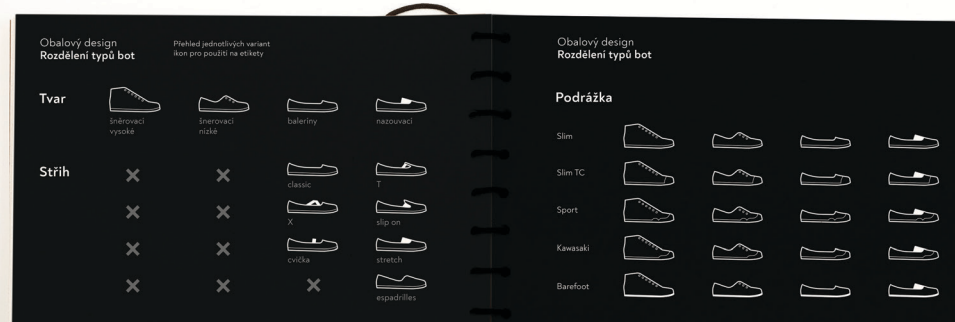 Obalový design
Rozdělení typů bot
Přehled jednotlivých variant
ikon pro použití na etikety
Tvar
šněrovací
vysoké
šnerovací
nízké
baleríny
nazouvací
Střih
classic
T
X
slip on
cvička
stretch
espadrilles
Obalový design
Rozdělení typů bot
Podrážka
Slim
Slim TC
Sport
Kawasaki
Barefoot